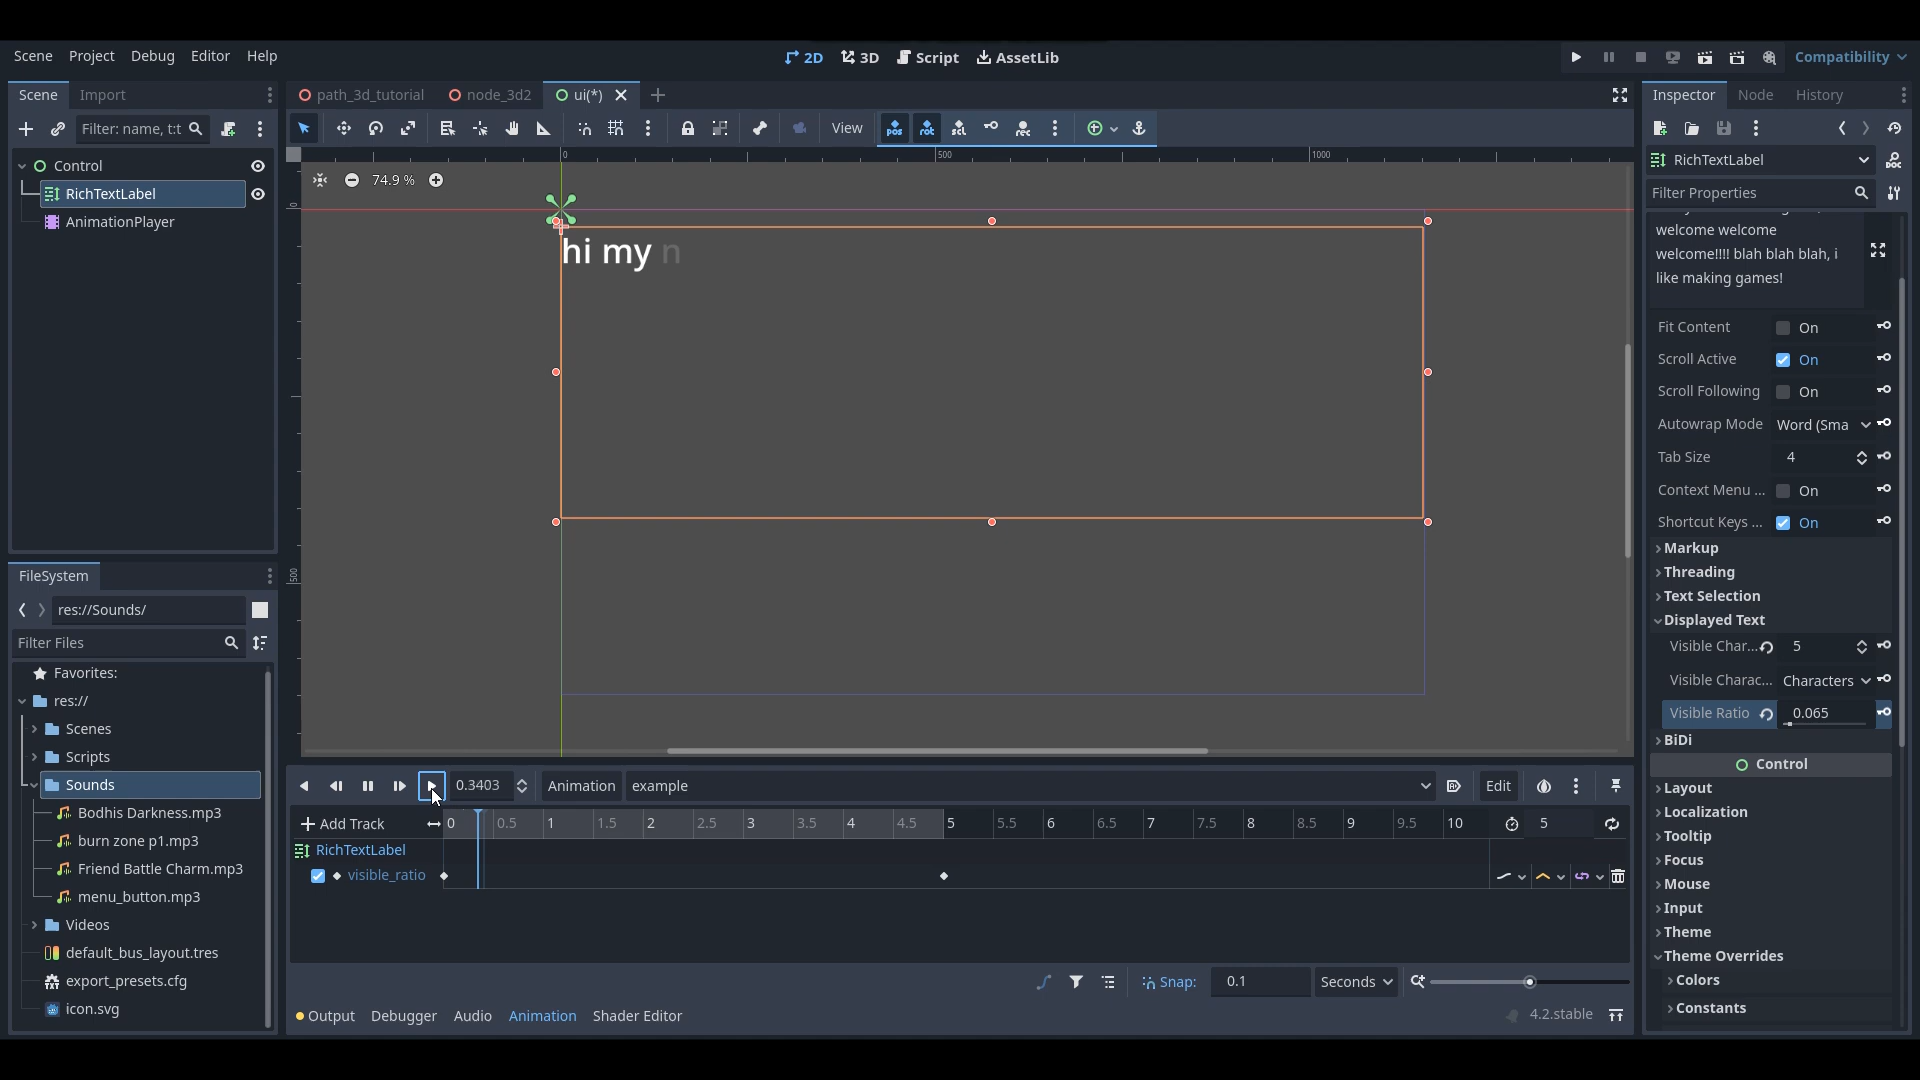 Scene Project Debug Editor Help
2D 3D Script AssetLib
Compatibility
Scene Import
path_3d_tutorial node_3d2 ui(*)
Inspector Node History
Filter: name, t:t
View
pos rot scl rec
Control
RichTextLabel
AnimationPlayer
0 500 1000
74.9 %
0
500
hi my n
RichTextLabel
Filter Properties
welcome welcome
welcome!!!! blah blah blah, i
like making games!
Fit Content On
Scroll Active On
Scroll Following On
Autowrap Mode Word (Sma
Tab Size 4
Context Menu ... On
Shortcut Keys ... On
Markup
Threading
Text Selection
Displayed Text
Visible Char... 5
Visible Charac... Characters
Visible Ratio 0.065
BiDi
Control
Layout
Localization
Tooltip
Focus
Mouse
Input
Theme
Theme Overrides
Colors
Constants
FileSystem
res://Sounds/
Filter Files
Favorites:
res://
Scenes
Scripts
Sounds
Bodhis Darkness.mp3
burn zone p1.mp3
Friend Battle Charm.mp3
menu_button.mp3
Videos
default_bus_layout.tres
export_presets.cfg
icon.svg
0.3403 Animation example Edit
Add Track 0 0.5 1 1.5 2 2.5 3 3.5 4 4.5 5 5.5 6 6.5 7 7.5 8 8.5 9 9.5 10 5
RichTextLabel
visible_ratio
Snap: 0.1 Seconds
Output Debugger Audio Animation Shader Editor 4.2.stable